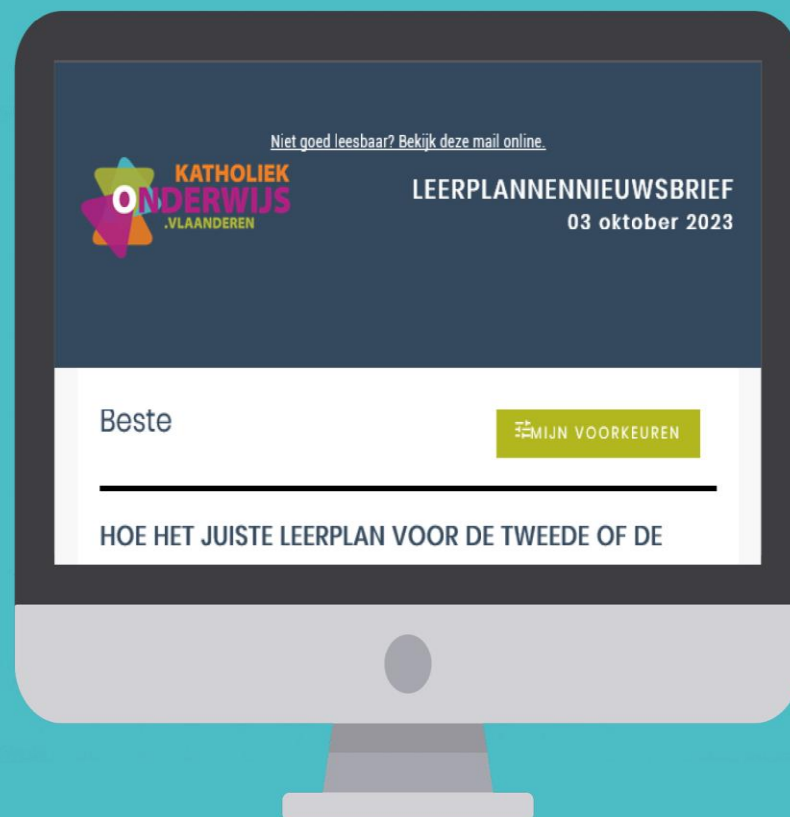 Niet goed leesbaar? Bekijk deze mail online.
KATHOLIEK
ONDERWIJS
.VLAANDEREN
LEERPLANNENNIEUWSBRIEF
03 oktober 2023
Beste
MIJN VOORKEUREN
HOE HET JUISTE LEERPLAN VOOR DE TWEEDE OF DE